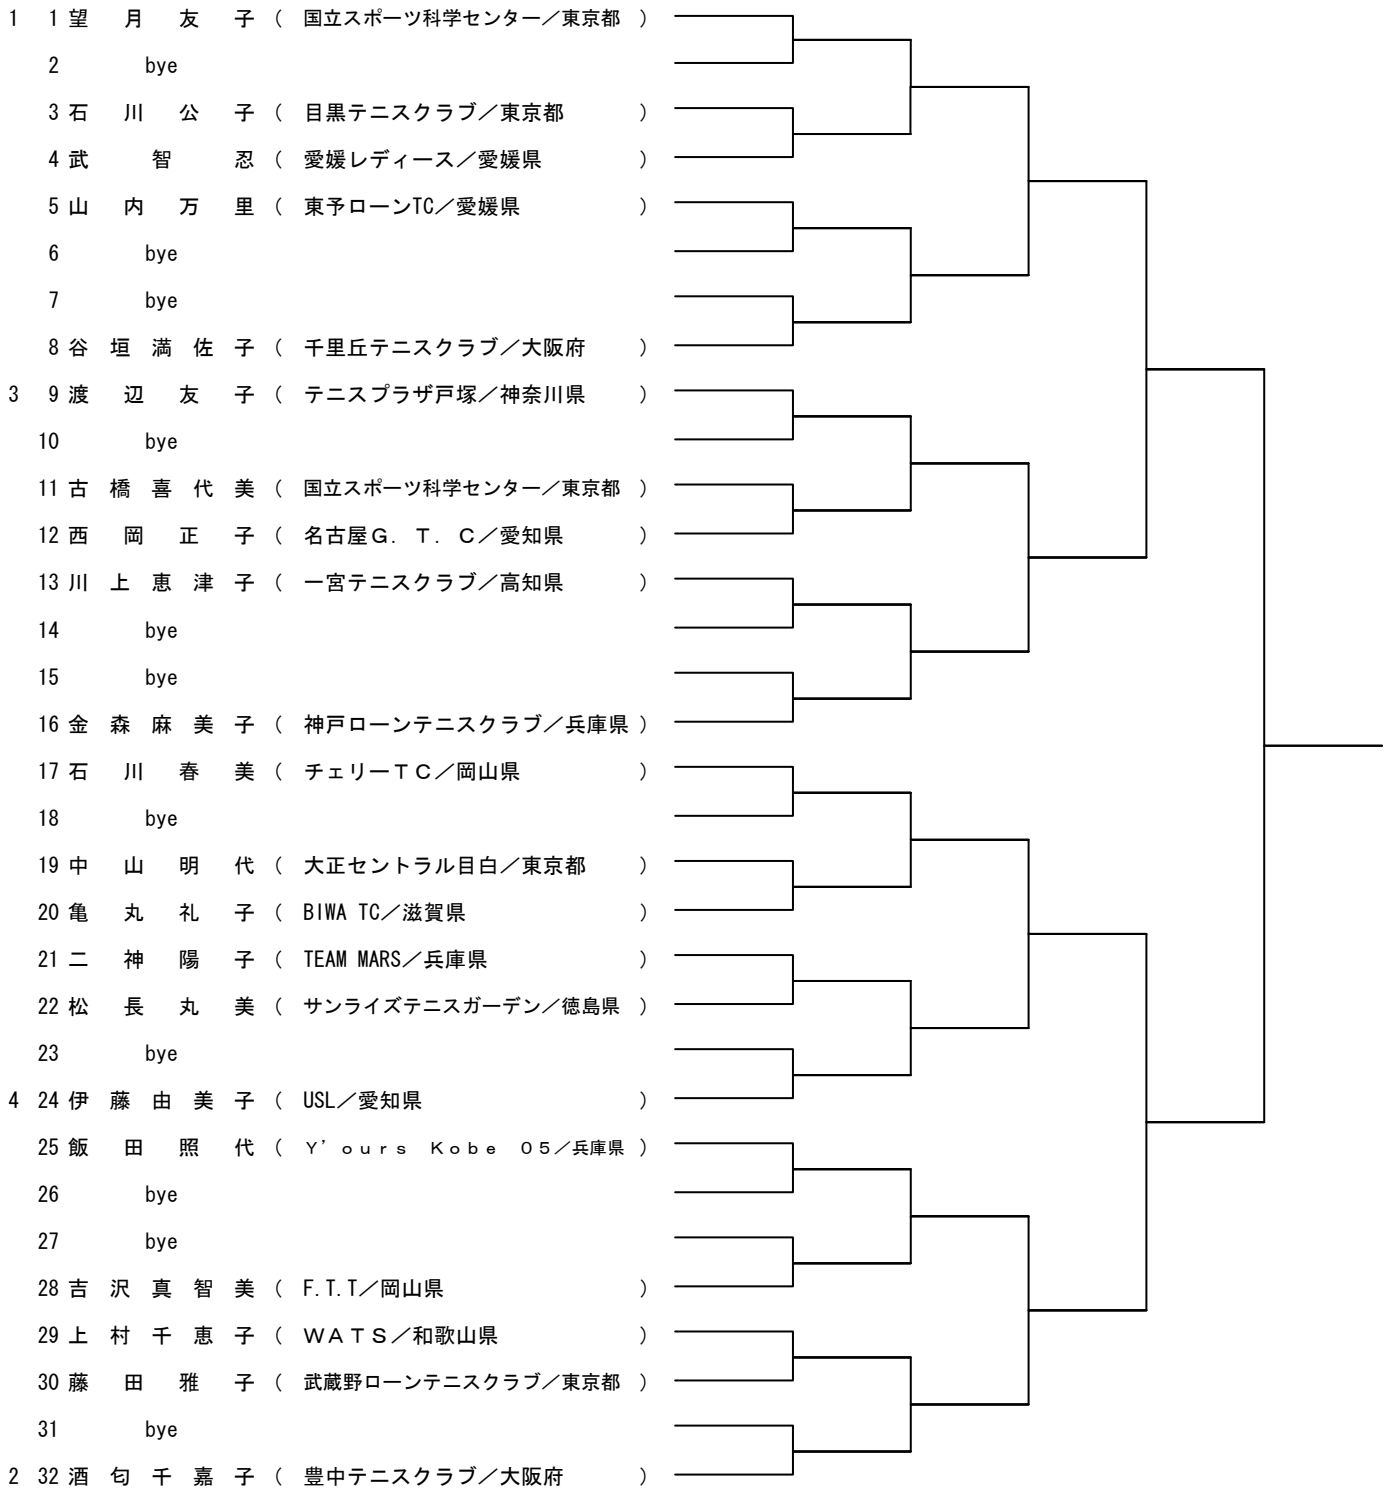 1 1 望月友子 ( 国立スポーツ科学センター／東京都 )
2 bye
3 石川公子 ( 目黒テニスクラブ／東京都 )
4 武智忍 ( 愛媛レディース／愛媛県 )
5 山内万里 ( 東予ローンTC／愛媛県 )
6 bye
7 bye
8 谷垣満佐子 ( 千里丘テニスクラブ／大阪府 )
3 9 渡辺友子 ( テニスプラザ戸塚／神奈川県 )
10 bye
11 古橋喜代美 ( 国立スポーツ科学センター／東京都 )
12 西岡正子 ( 名古屋Ｇ．Ｔ．Ｃ／愛知県 )
13 川上恵津子 ( 一宮テニスクラブ／高知県 )
14 bye
15 bye
16 金森麻美子 ( 神戸ローンテニスクラブ／兵庫県 )
17 石川春美 ( チェリーＴＣ／岡山県 )
18 bye
19 中山明代 ( 大正セントラル目白／東京都 )
20 亀丸礼子 ( BIWA TC／滋賀県 )
21 二神陽子 ( TEAM MARS／兵庫県 )
22 松長丸美 ( サンライズテニスガーデン／徳島県 )
23 bye
4 24 伊藤由美子 ( USL／愛知県 )
25 飯田照代 ( Ｙ’ｏｕｒｓ　Ｋｏｂｅ　０５／兵庫県 )
26 bye
27 bye
28 吉沢真智美 ( F.T.T／岡山県 )
29 上村千恵子 ( ＷＡＴＳ／和歌山県 )
30 藤田雅子 ( 武蔵野ローンテニスクラブ／東京都 )
31 bye
2 32 酒匂千嘉子 ( 豊中テニスクラブ／大阪府 )